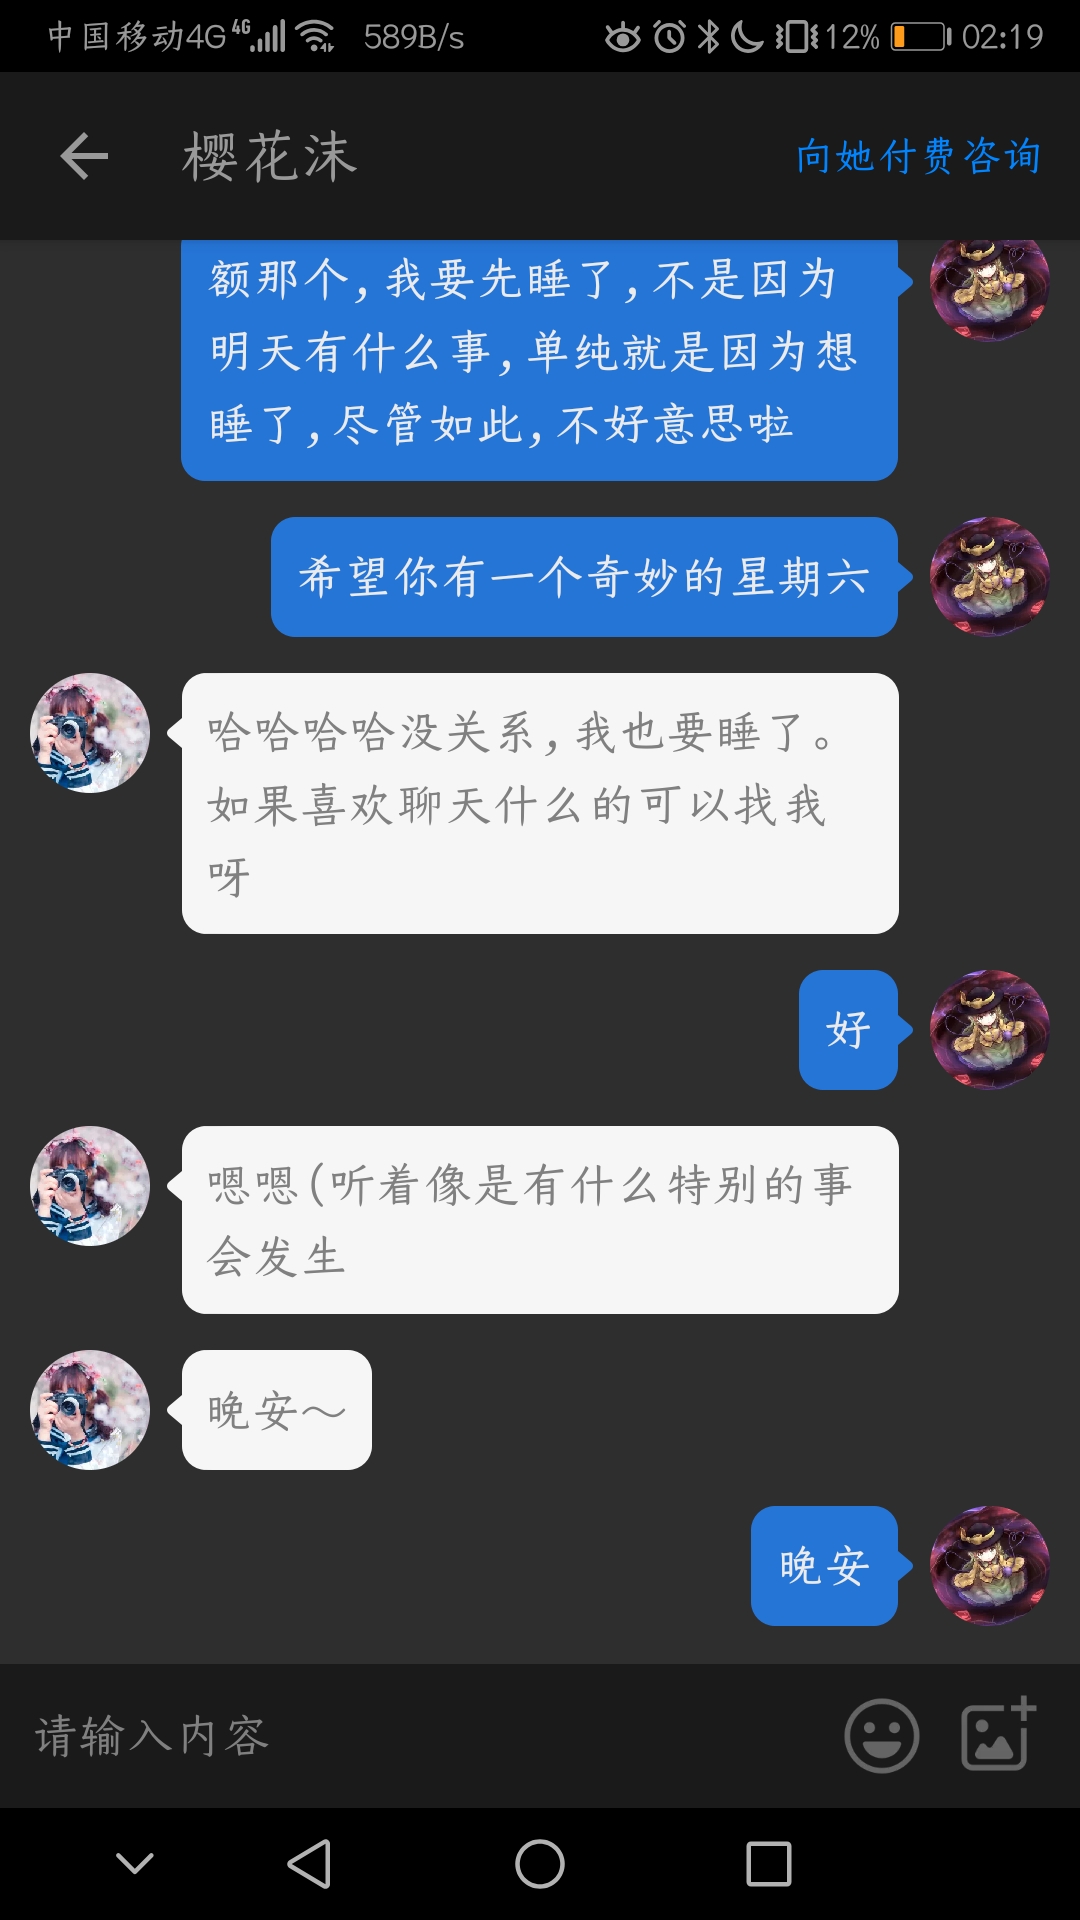 中国移动4G 4G 589B/s 12% 02:19
樱花沫 向她付费咨询
额那个,我要先睡了,不是因为
明天有什么事,单纯就是因为想
睡了,尽管如此,不好意思啦
希望你有一个奇妙的星期六
哈哈哈哈没关系,我也要睡了。
如果喜欢聊天什么的可以找我
呀
好
嗯嗯(听着像是有什么特别的事
会发生
晚安～
晚安
请输入内容